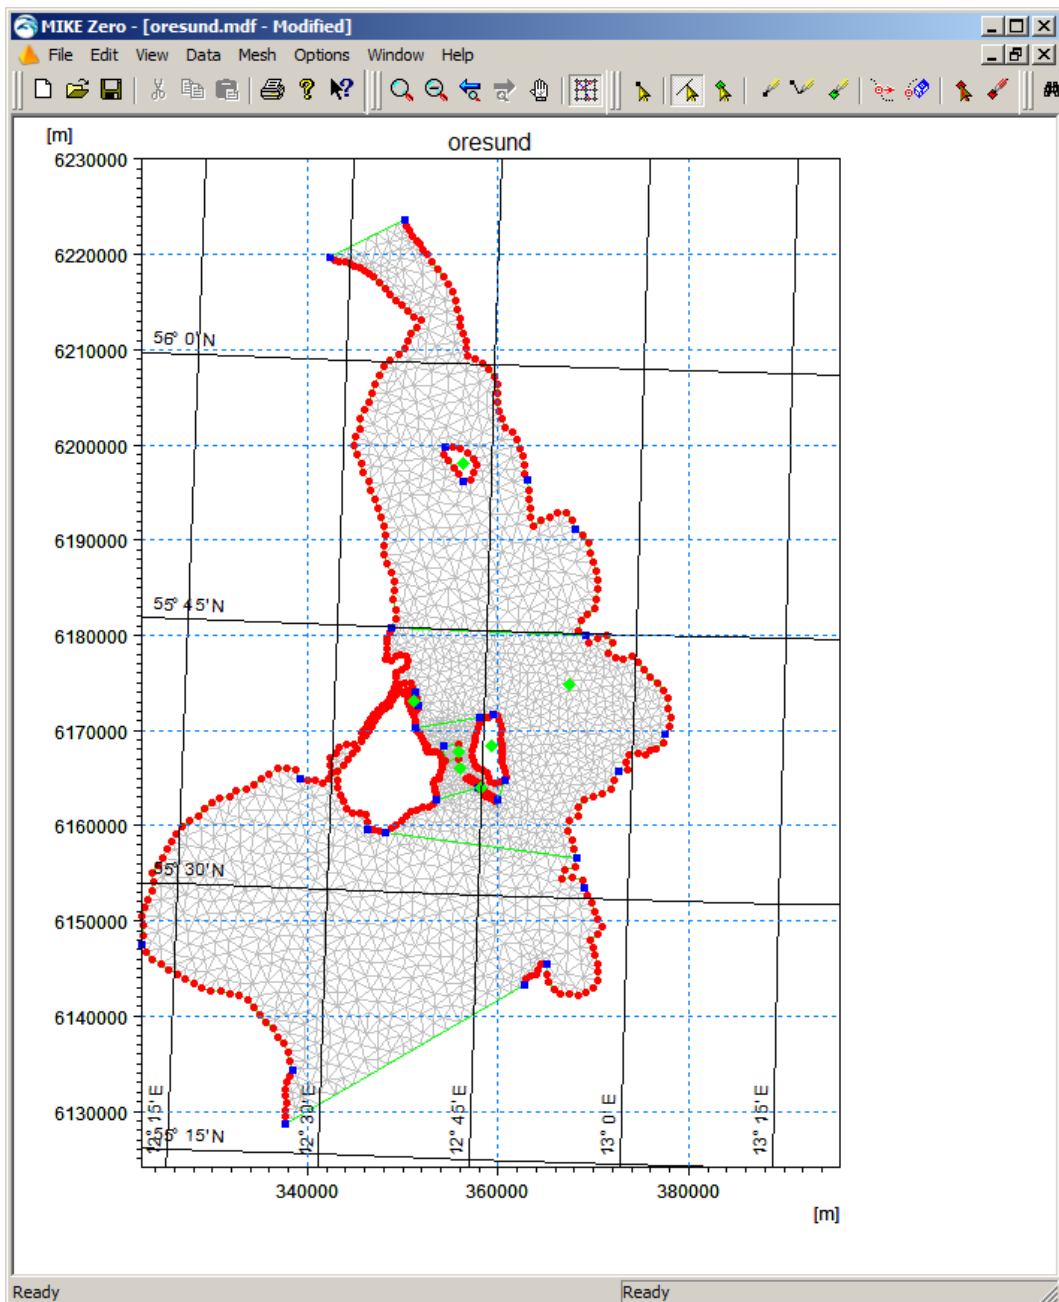 MIKE Zero - [oresund.mdf - Modified]
File Edit View Data Mesh Options Window Help
[m]
oresund
6230000
6220000
56° 0' N
6210000
6200000
6190000
55° 45' N
6180000
6170000
6160000
55° 30' N
6150000
6140000
6130000
12° 15' E
12° 30' E
12° 45' E
13° 0' E
13° 15' E
55° 15' N
340000 360000 380000
[m]
Ready Ready